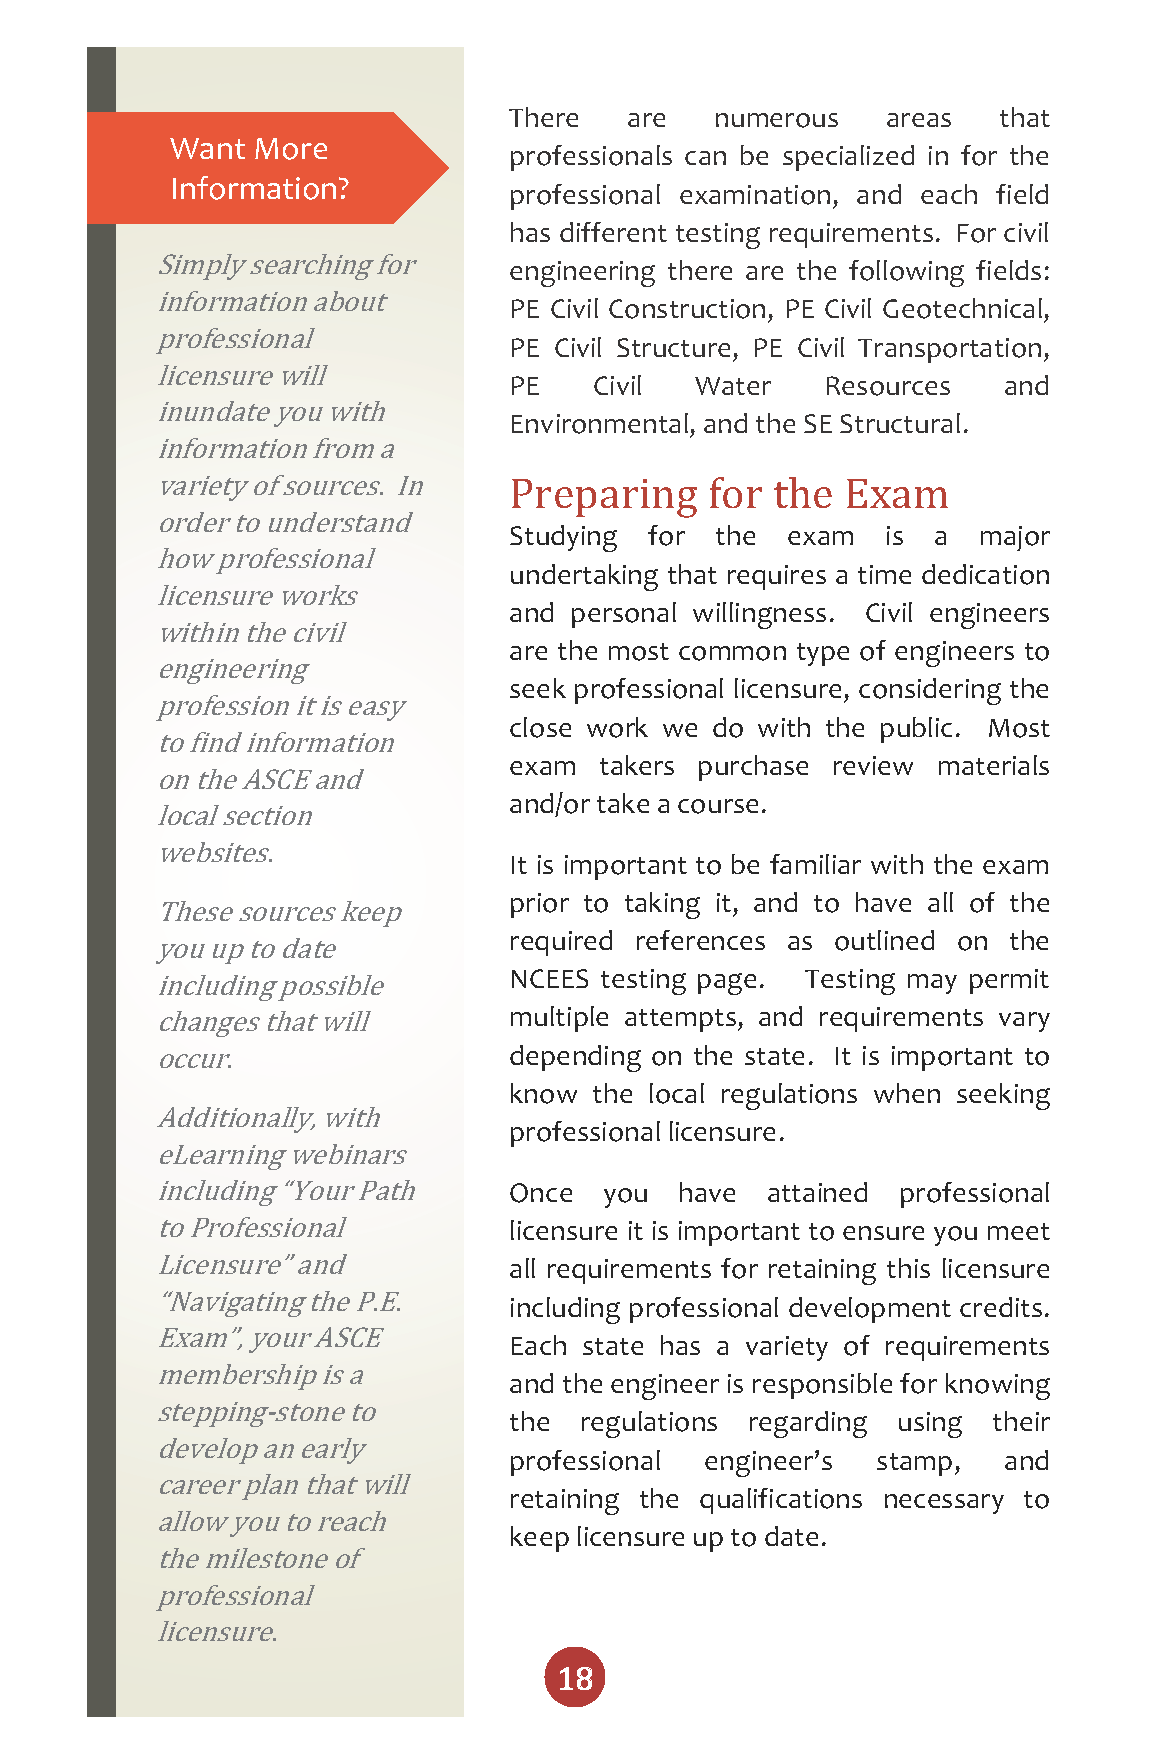 Want More
Information?
Simply searching for
information about
professional
licensure will
inundate you with
information from a
variety of sources.  In
order to understand
how professional
licensure works
within the civil
engineering
profession it is easy
to find information
on the ASCE and
local section
websites.
These sources keep
you up to date
including possible
changes that will
occur.
Additionally, with
eLearning webinars
including “Your Path
to Professional
Licensure” and
“Navigating the P.E.
Exam”, your ASCE
membership is a
stepping-stone to
develop an early
career plan that will
allow you to reach
the milestone of
professional
licensure.
There are numerous areas that
professionals can be specialized in for the
professional examination, and each field
has different testing requirements.  For civil
engineering there are the following fields:
PE Civil Construction, PE Civil Geotechnical,
PE Civil Structure, PE Civil Transportation,
PE Civil Water Resources and
Environmental, and the SE Structural.
Preparing for the Exam
Studying for the exam is a major
undertaking that requires a time dedication
and personal willingness.  Civil engineers
are the most common type of engineers to
seek professional licensure, considering the
close work we do with the public.  Most
exam takers purchase review materials
and/or take a course.
It is important to be familiar with the exam
prior to taking it, and to have all of the
required references as outlined on the
NCEES testing page.  Testing may permit
multiple attempts, and requirements vary
depending on the state.  It is important to
know the local regulations when seeking
professional licensure.
Once you have attained professional
licensure it is important to ensure you meet
all requirements for retaining this licensure
including professional development credits.
Each state has a variety of requirements
and the engineer is responsible for knowing
the regulations regarding using their
professional engineer’s stamp, and
retaining the qualifications necessary to
keep licensure up to date.
18